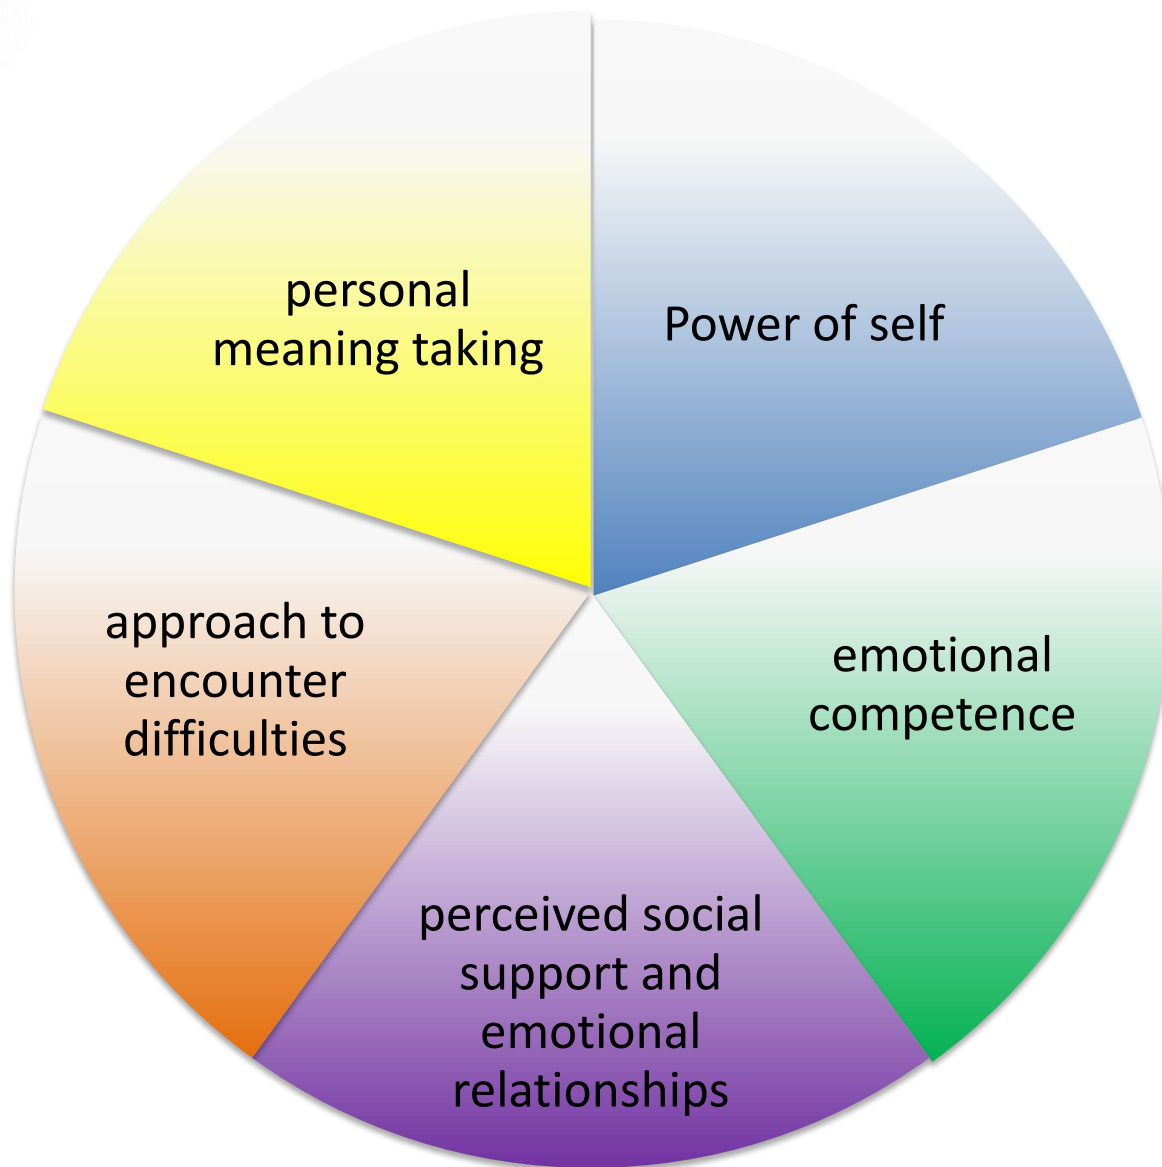 Power of self
emotional
competence
perceived social
support and
emotional
relationships
approach to
encounter
difficulties
personal
meaning taking